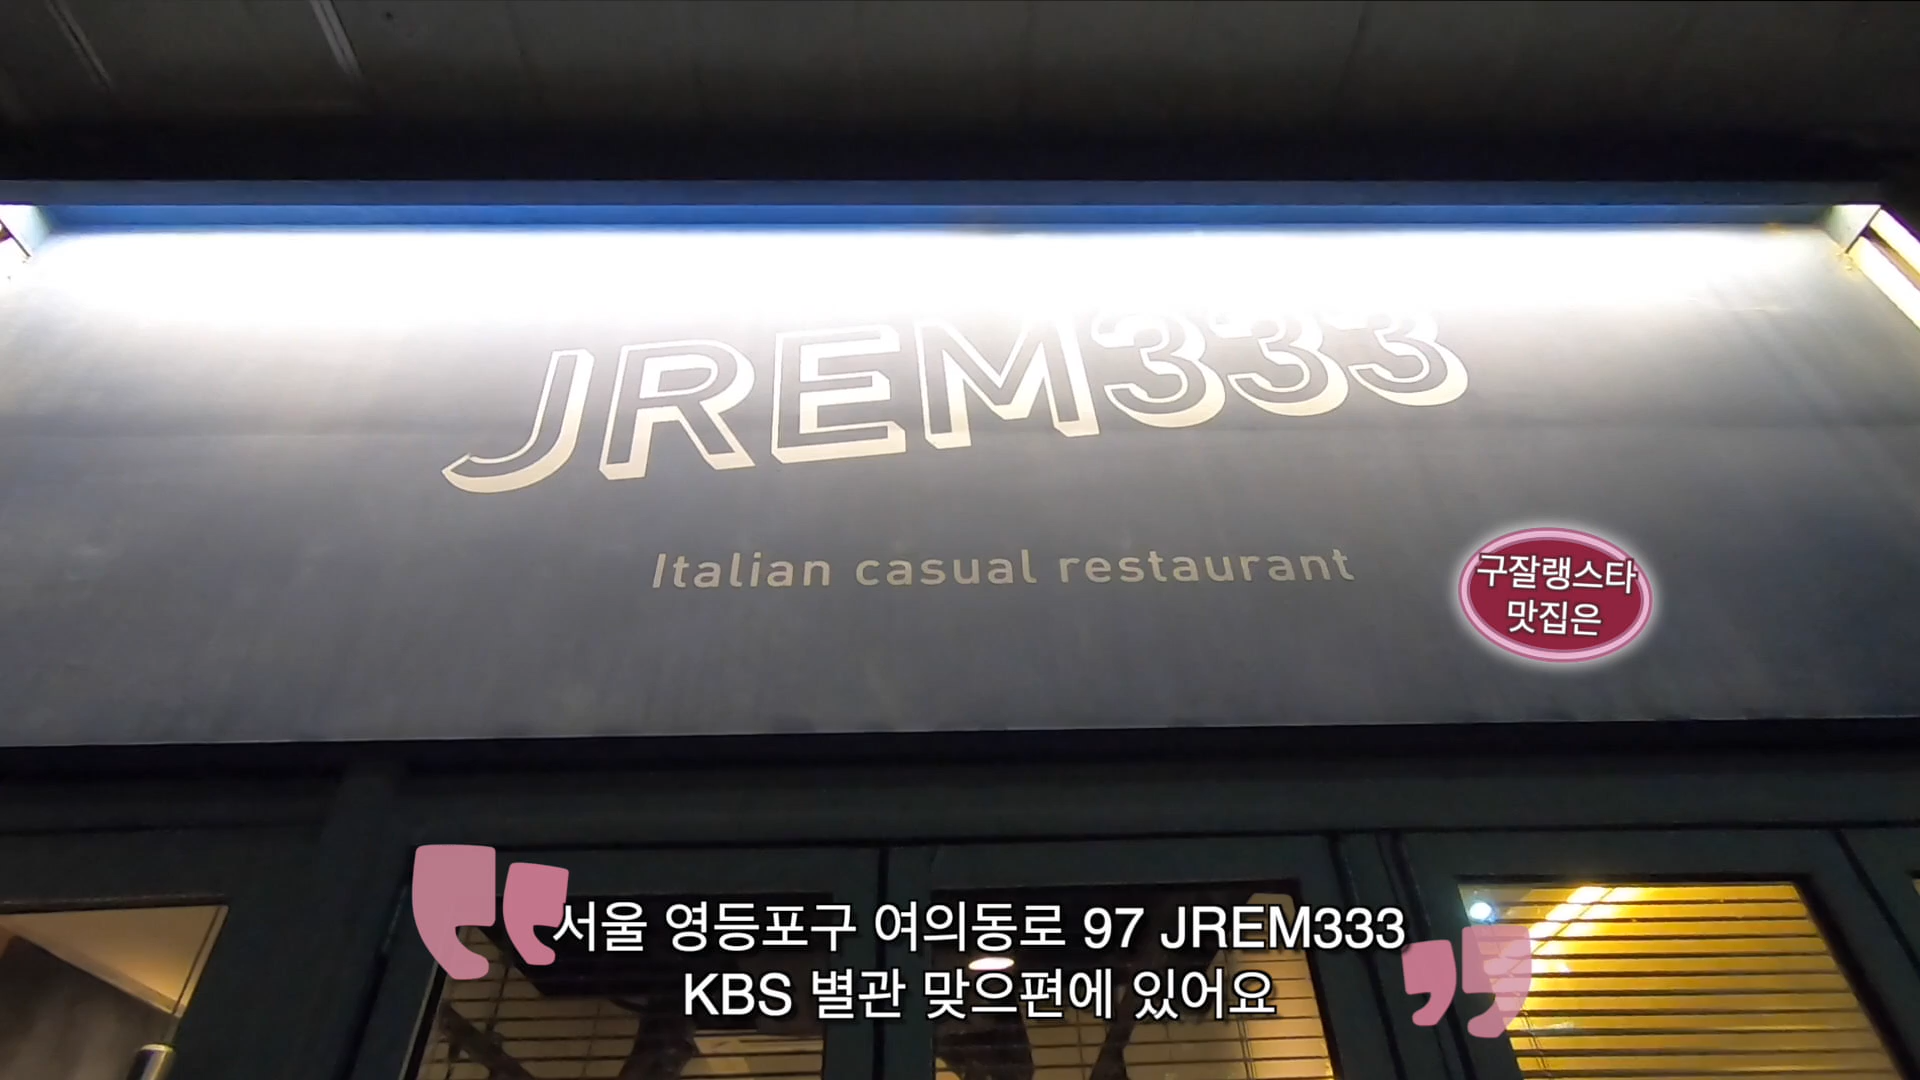 JREM333
Italian casual restaurant
구잘랭스타
맛집은
서울 영등포구 여의동로 97 JREM333
KBS 별관 맞으편에 있어요